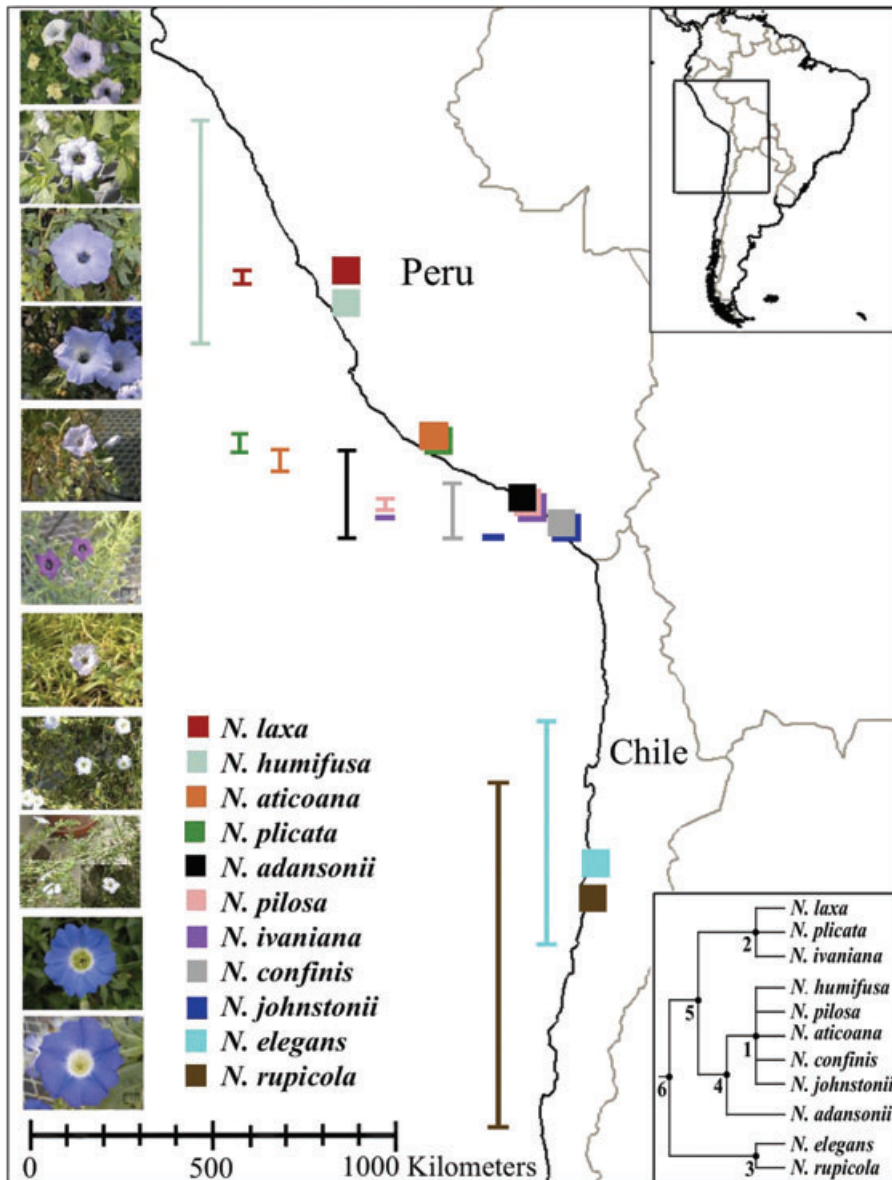 Peru
Chile
N. laxa
N. humifusa
N. aticoana
N. plicata
N. adansonii
N. pilosa
N. ivaniana
N. confinis
N. johnstonii
N. elegans
N. rupicola
0 500 1000 Kilometers
N. laxa
N. plicata
N. ivaniana
N. humifusa
N. pilosa
N. aticoana
N. confinis
N. johnstonii
N. adansonii
N. elegans
N. rupicola
2
5
1
4
6
3